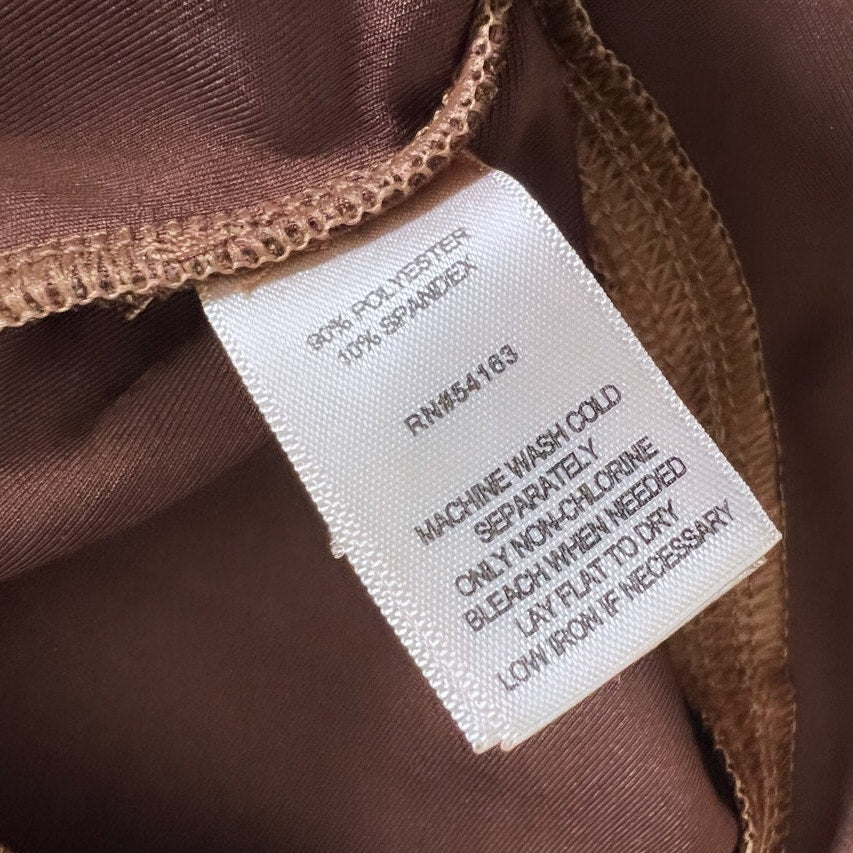 90% POLYESTER
10% SPANDEX
RN#54163
MACHINE WASH COLD
SEPARATELY
ONLY NON-CHLORINE
BLEACH WHEN NEEDED
LAY FLAT TO DRY
LOW IRON IF NECESSARY